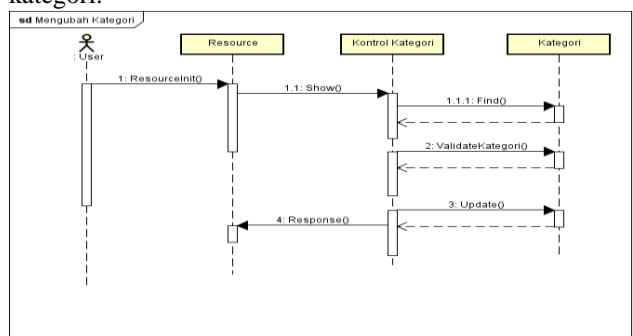 kategori.
sd Mengubah Kategori
Resource
Kontrol Kategori
Kategori
: User
1: ResourceInit()
1.1: Show()
1.1.1: Find()
2: ValidateKategori()
3: Update()
4: Response()